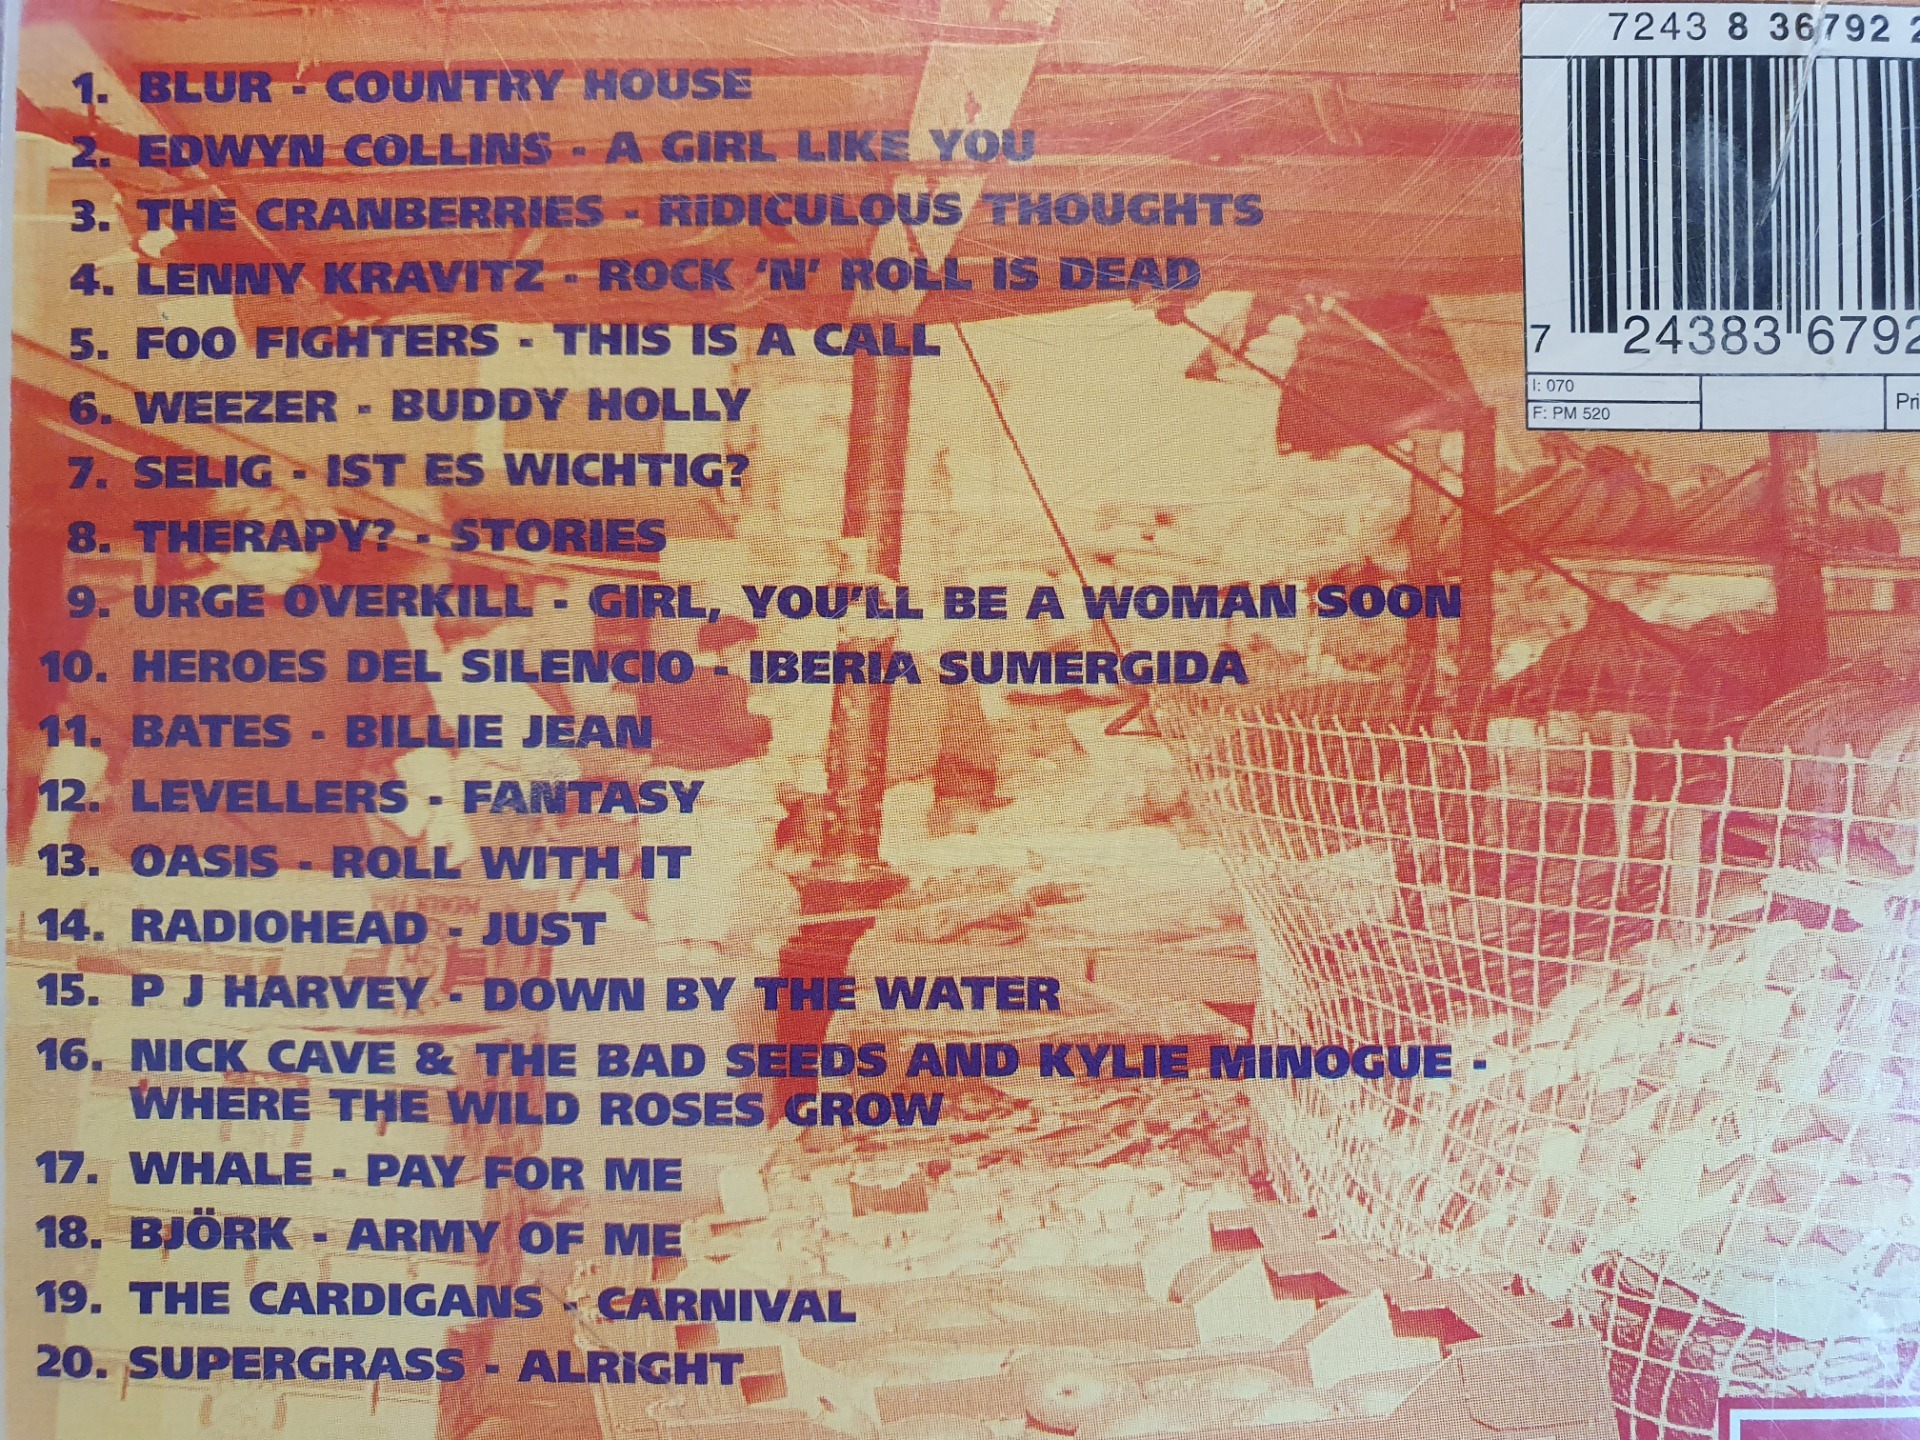 7243 8 36792 2
1. BLUR - COUNTRY HOUSE
2. EDWYN COLLINS - A GIRL LIKE YOU
3. THE CRANBERRIES - RIDICULOUS THOUGHTS
4. LENNY KRAVITZ - ROCK 'N' ROLL IS DEAD
5. FOO FIGHTERS - THIS IS A CALL
7 24383 6792
I: 070
F: PM 520
6. WEEZER - BUDDY HOLLY
7. SELIG - IST ES WICHTIG?
8. THERAPY? - STORIES
9. URGE OVERKILL - GIRL, YOU'LL BE A WOMAN SOON
10. HEROES DEL SILENCIO - IBERIA SUMERGIDA
11. BATES - BILLIE JEAN
12. LEVELLERS - FANTASY
13. OASIS - ROLL WITH IT
14. RADIOHEAD - JUST
15. P J HARVEY - DOWN BY THE WATER
16. NICK CAVE & THE BAD SEEDS AND KYLIE MINOGUE -
WHERE THE WILD ROSES GROW
17. WHALE - PAY FOR ME
18. BJÖRK - ARMY OF ME
19. THE CARDIGANS - CARNIVAL
20. SUPERGRASS - ALRIGHT